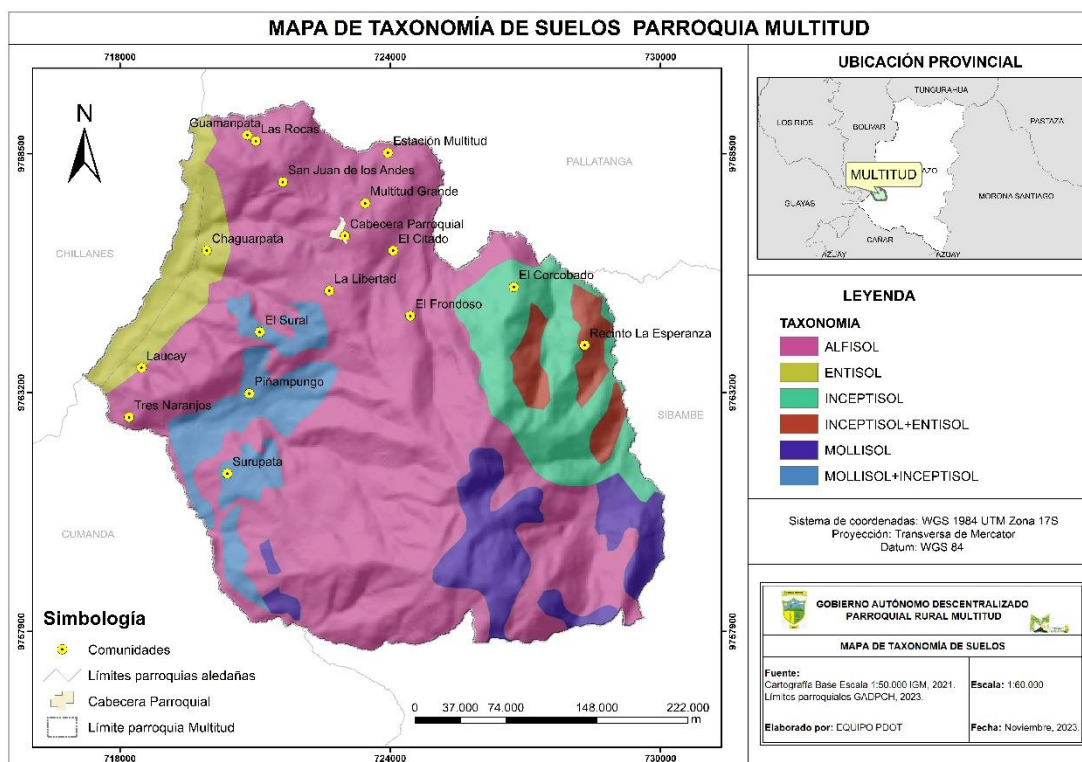 MAPA DE TAXONOMÍA DE SUELOS PARROQUIA MULTITUD
718000 724000 730000
N
9768500
9763200
9757900
Guamanpata
Las Rocas
Estación Multitud
San Juan de los Andes
Multitud Grande
Cabecera Parroquial
El Citado
Chaguarpata
La Libertad
El Corcobado
El Frondoso
El Sural
Recinto La Esperanza
Laucay
Piñampungo
Tres Naranjos
Surupata
PALLATANGA
CHILLANES
SIBAMBE
CUMANDA
9768500
9763200
9757900
Simbología
Comunidades
Límites parroquias aledañas
Cabecera Parroquial
Límite parroquia Multitud
0 37.000 74.000 148.000 222.000
m
718000 724000 730000
UBICACIÓN PROVINCIAL
TUNGURAHUA
LOS RIOS
BOLIVAR
PASTAZA
AZO
MULTITUD
GUAYAS
MORONA SANTIAGO
CAÑAR
AZUAY
AZUAY
LEYENDA
TAXONOMIA
ALFISOL
ENTISOL
INCEPTISOL
INCEPTISOL+ENTISOL
MOLLISOL
MOLLISOL+INCEPTISOL
Sistema de coordenadas: WGS 1984 UTM Zona 17S
Proyección: Transversa de Mercator
Datum: WGS 84
GOBIERNO AUTÓNOMO DESCENTRALIZADO
PARROQUIAL RURAL MULTITUD
MAPA DE TAXONOMÍA DE SUELOS
Fuente:
Cartografía Base Escala 1:50.000 IGM, 2021.
Límites parroquiales GADPCH, 2023.
Escala: 1:60.000
Elaborado por: EQUIPO PDOT
Fecha: Noviembre, 2023.